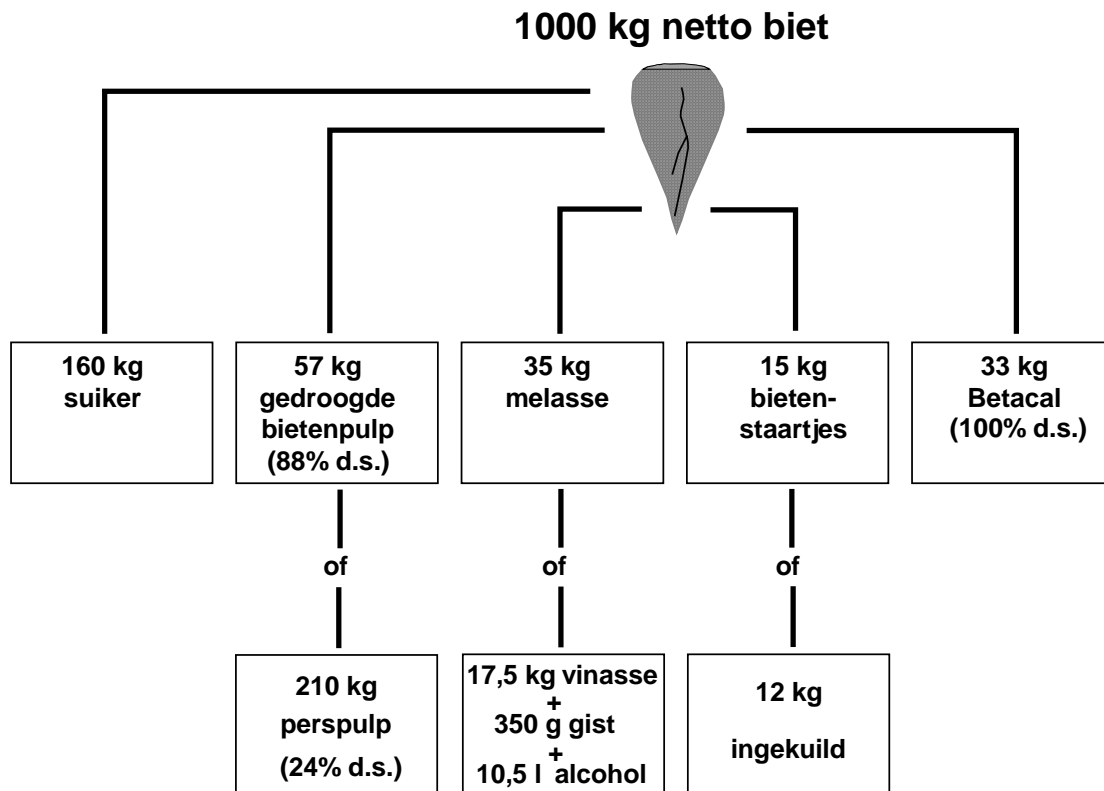 1000 kg netto biet
160 kg
suiker
57 kg
gedroogde
bietenpulp
(88% d.s.)
35 kg
melasse
15 kg
bieten-
staartjes
33 kg
Betacal
(100% d.s.)
of
of
of
210 kg
perspulp
(24% d.s.)
17,5 kg vinasse
+
350 g gist
+
10,5 l alcohol
12 kg
ingekuild